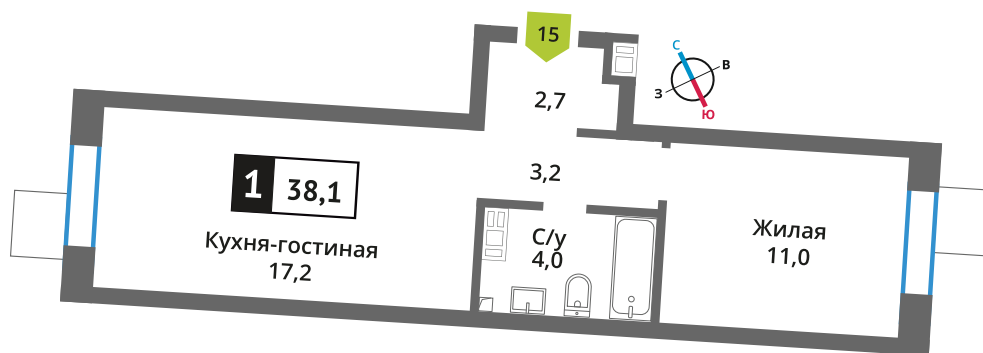 15
С
В
З
Ю
2,7
3,2
1 38,1
Кухня-гостиная
17,2
С/у
4,0
Жилая
11,0